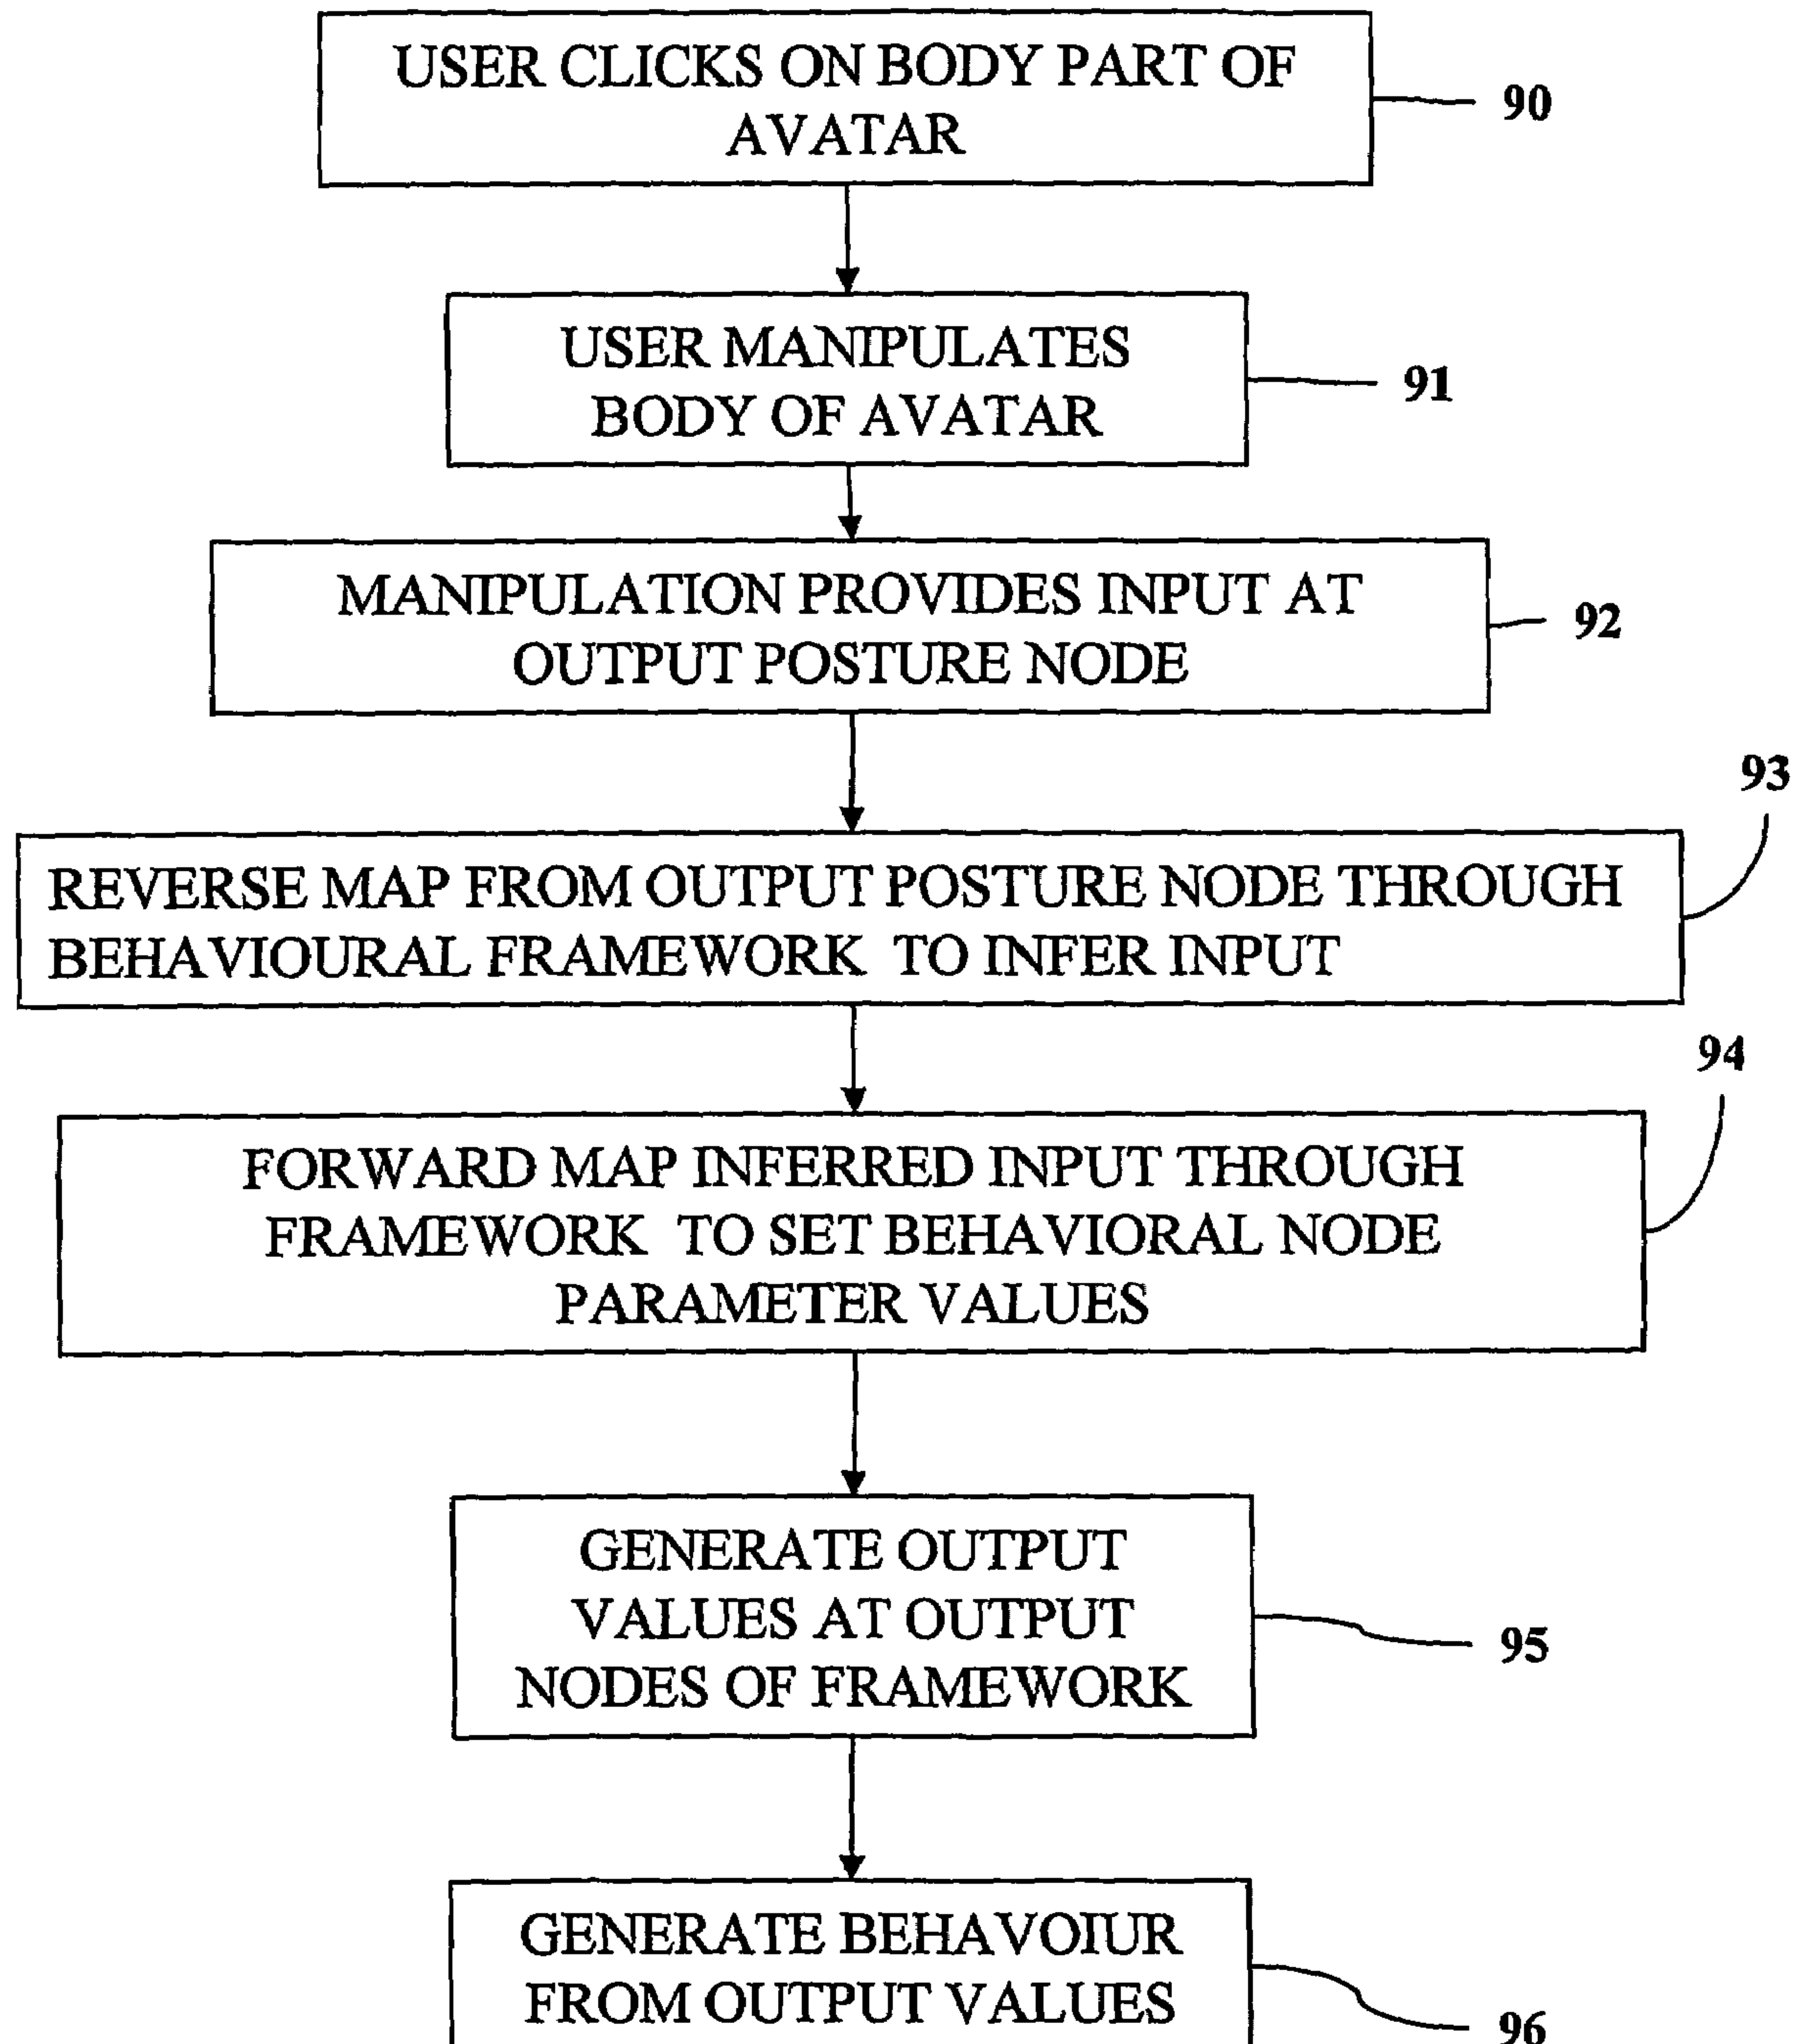 USER CLICKS ON BODY PART OF
AVATAR
90
USER MANIPULATES
BODY OF AVATAR
91
MANIPULATION PROVIDES INPUT AT
OUTPUT POSTURE NODE
92
93
REVERSE MAP FROM OUTPUT POSTURE NODE THROUGH
BEHAVIOURAL FRAMEWORK TO INFER INPUT
94
FORWARD MAP INFERRED INPUT THROUGH
FRAMEWORK TO SET BEHAVIORAL NODE
PARAMETER VALUES
GENERATE OUTPUT
VALUES AT OUTPUT
NODES OF FRAMEWORK
95
GENERATE BEHAVOIUR
FROM OUTPUT VALUES
96